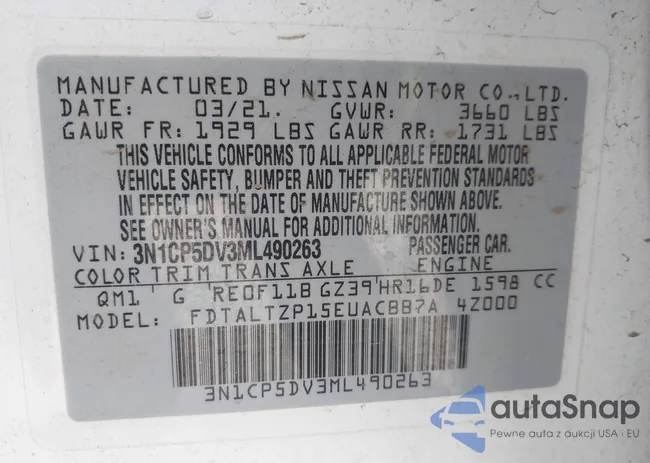 MANUFACTURED BY NISSAN MOTOR CO.,LTD.
DATE: 03/21. GVWR: 3660 LBS
GAWR FR: 1929 LBS GAWR RR: 1731 LBS
THIS VEHICLE CONFORMS TO ALL APPLICABLE FEDERAL MOTOR
VEHICLE SAFETY, BUMPER AND THEFT PREVENTION STANDARDS
IN EFFECT ON THE DATE OF MANUFACTURE SHOWN ABOVE.
SEE OWNER'S MANUAL FOR ADDITIONAL INFORMATION.
VIN: 3N1CP5DV3ML490263 PASSENGER CAR.
COLOR TRIM TRANS AXLE ENGINE
QM1 G RE0F11B GZ39 HR16DE 1598 CC
MODEL: FDTALTZP15EUACBB7A 4Z000
3N1CP5DV3ML490263
autaSnap
Pewne auta z aukcji USA i EU